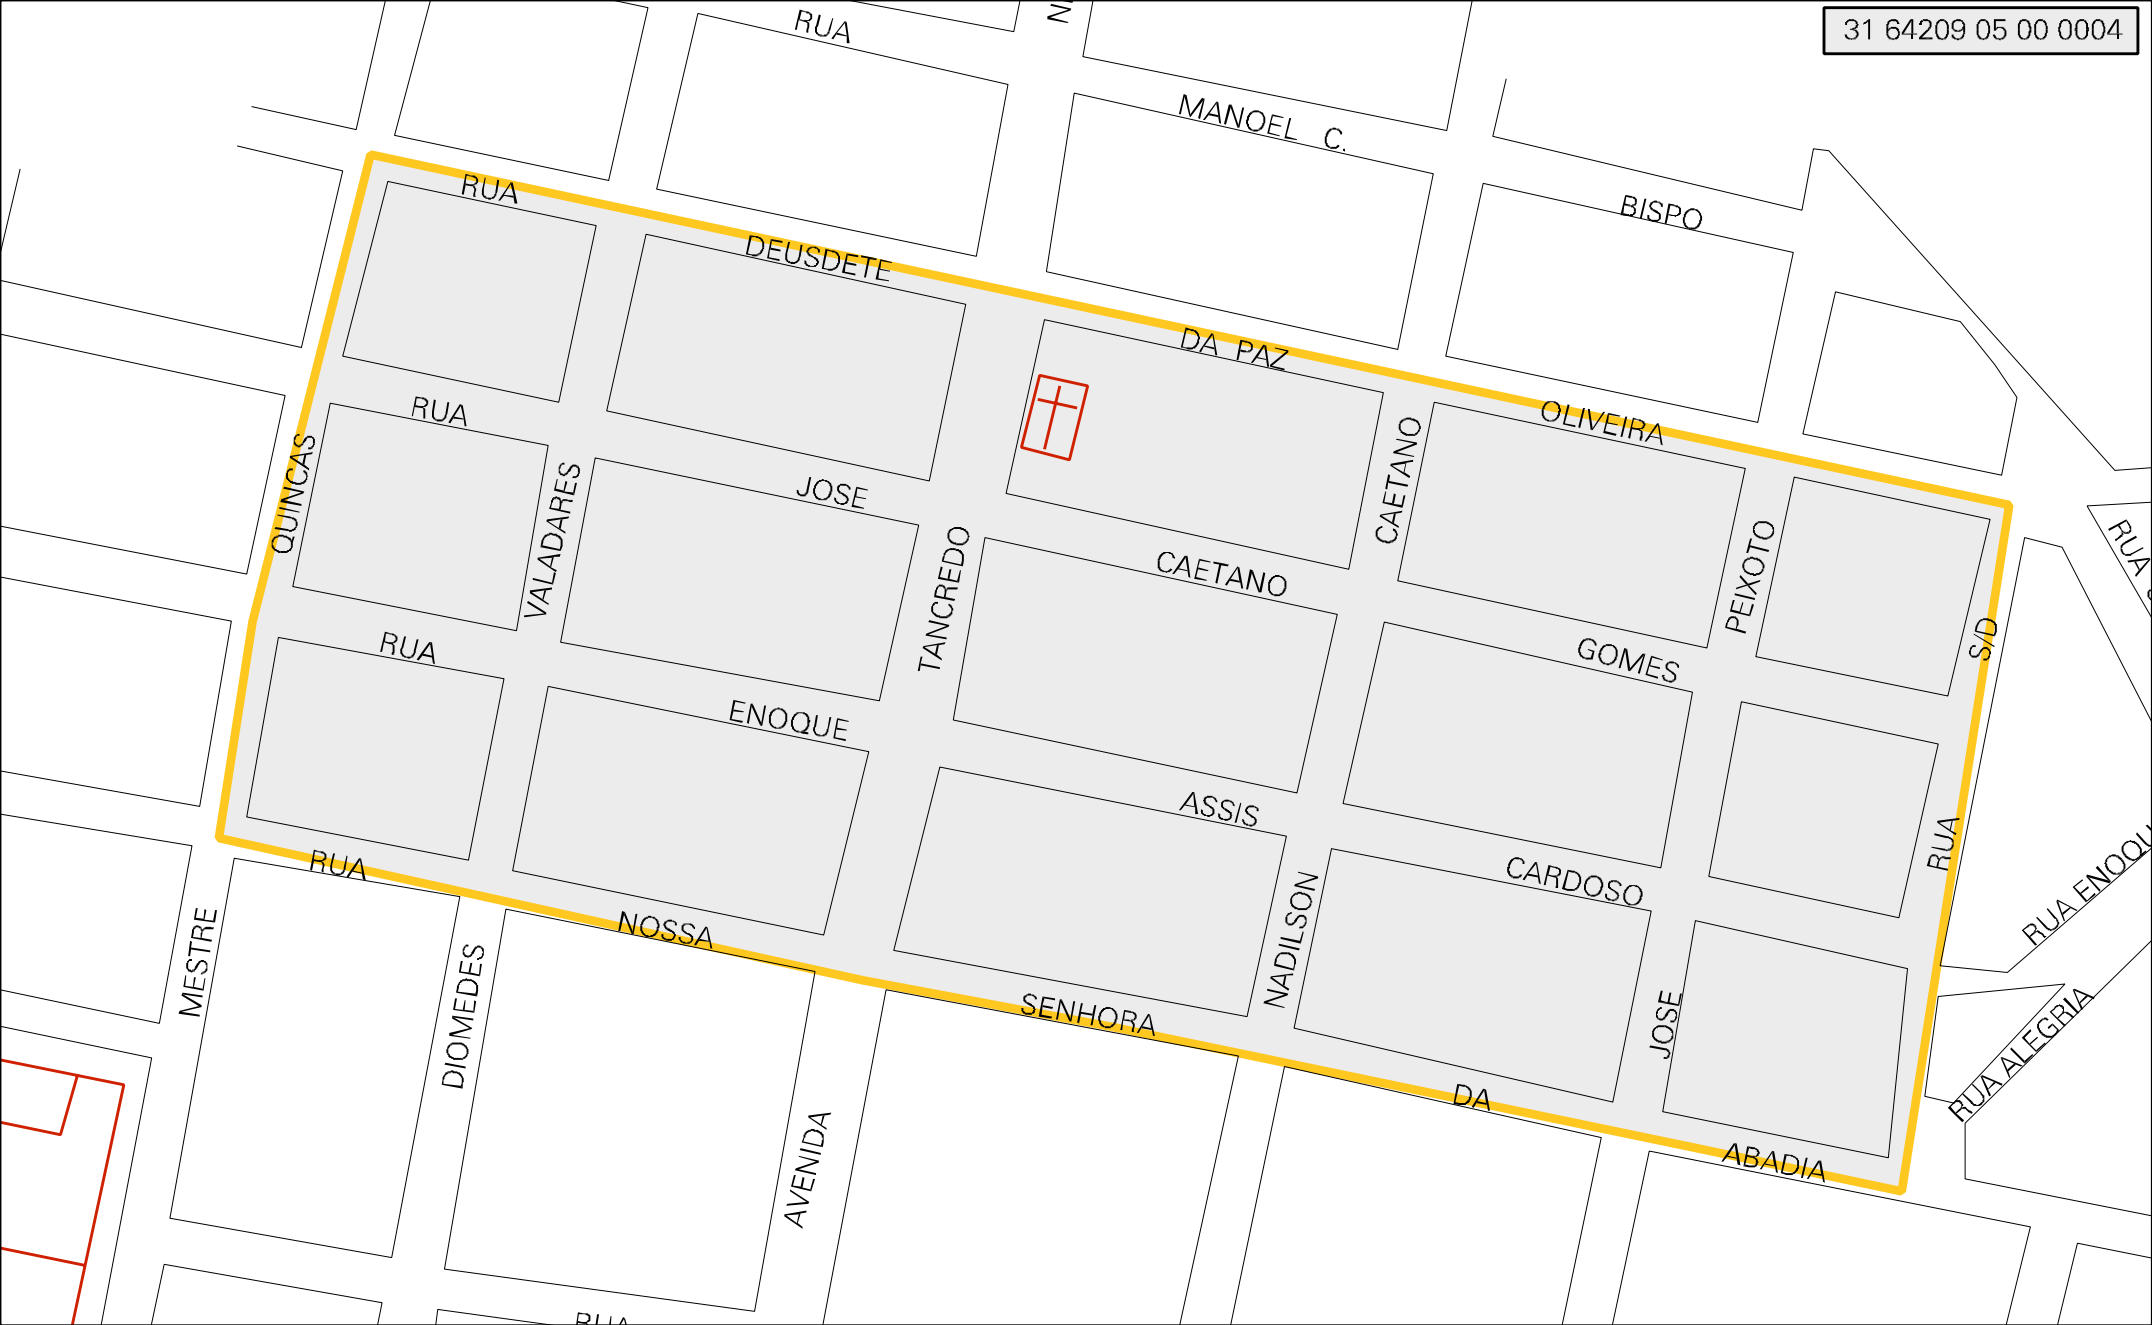 31 64209 05 00 0004
RUA MANOEL C. BISPO
RUA DEUSDETE DA PAZ OLIVEIRA
RUA JOSE CAETANO GOMES
RUA ENOQUE ASSIS CARDOSO
RUA NOSSA SENHORA DA ABADIA
MESTRE QUINCAS
DIOMEDES VALADARES
AVENIDA TANCREDO
NADILSON CAETANO
JOSE PEIXOTO
RUA S/D
RUA
RUA ENOQU
RUA ALEGRIA
RUA